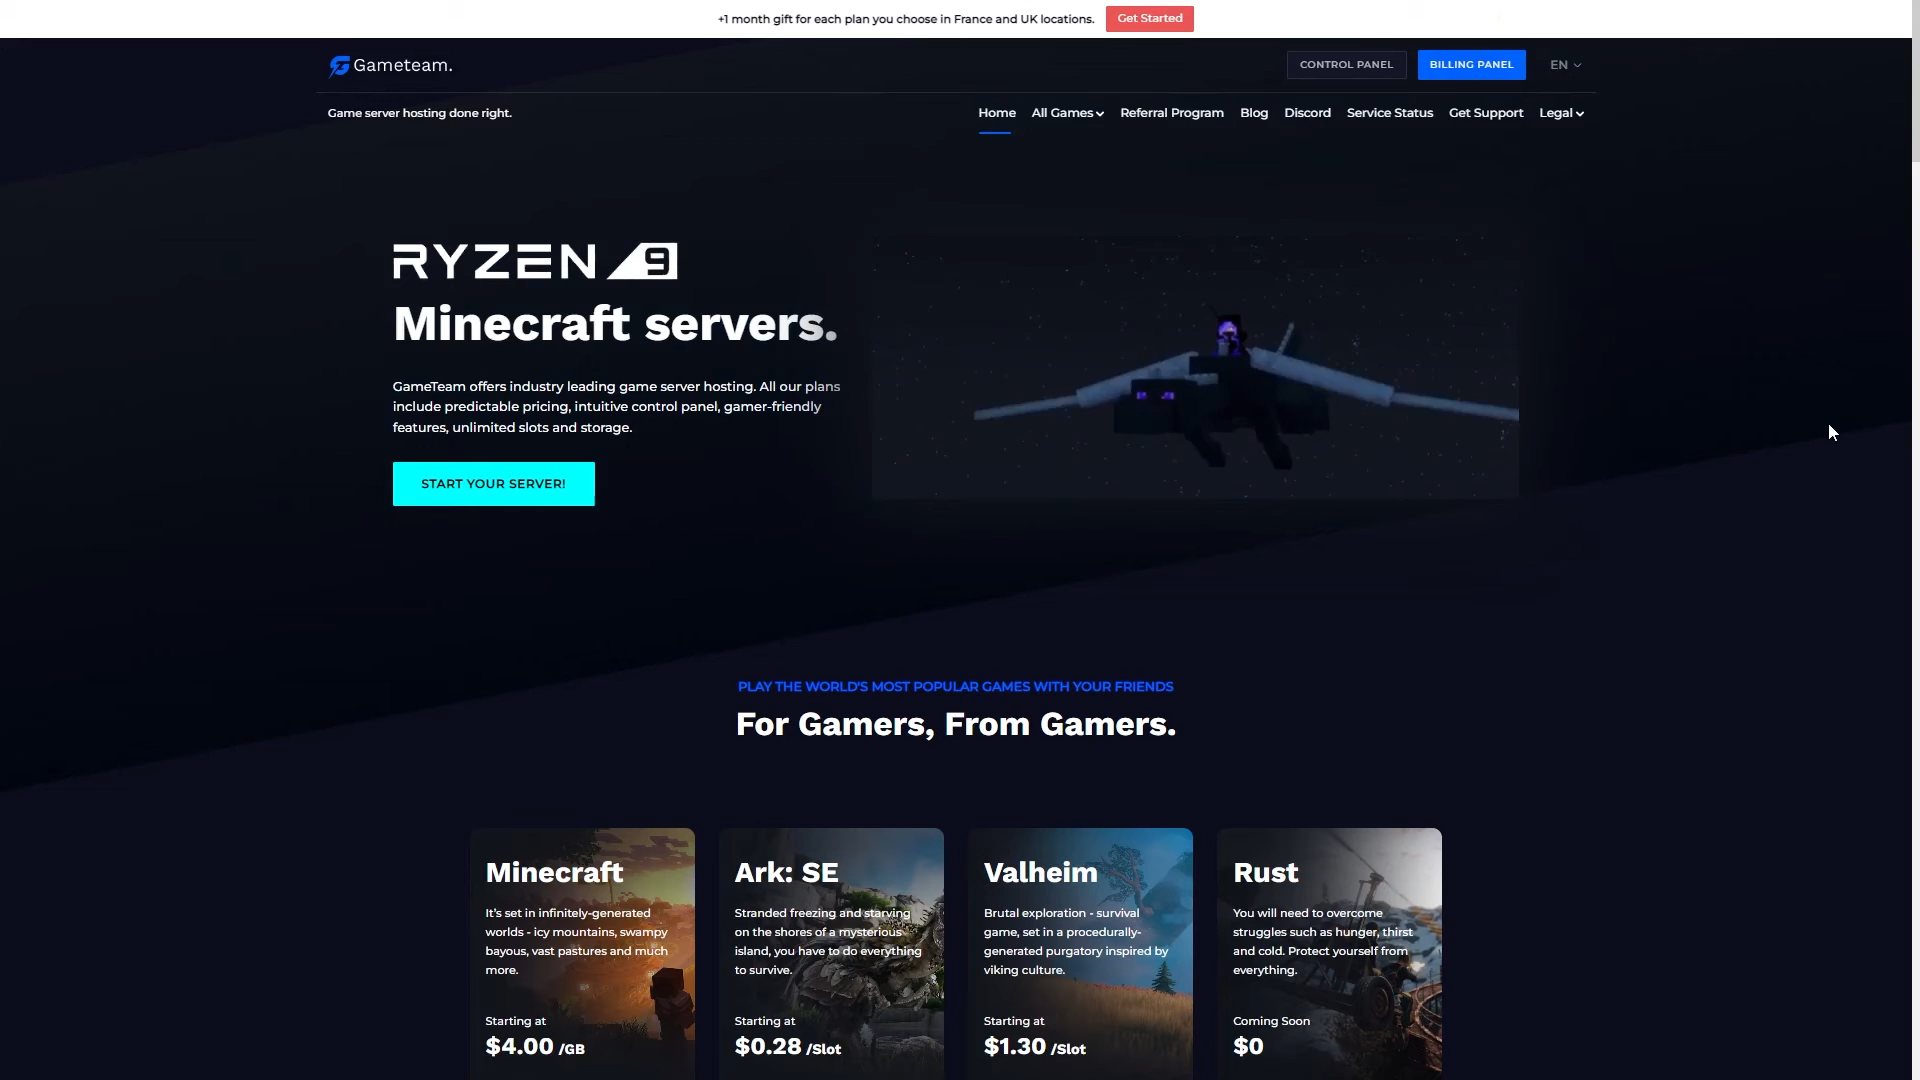 +1 month gift for each plan you choose in France and UK locations. Get Started
Gameteam.
CONTROL PANEL
BILLING PANEL
EN
Game server hosting done right.
Home All Games Referral Program Blog Discord Service Status Get Support Legal
RYZEN 9
Minecraft servers.
GameTeam offers industry leading game server hosting. All our plans
include predictable pricing, intuitive control panel, gamer-friendly
features, unlimited slots and storage.
START YOUR SERVER!
PLAY THE WORLD'S MOST POPULAR GAMES WITH YOUR FRIENDS
For Gamers, From Gamers.
Minecraft
It's set in infinitely-generated
worlds - icy mountains, swampy
bayous, vast pastures and much
more.
Starting at
$4.00 /GB
Ark: SE
Stranded freezing and starving
on the shores of a mysterious
island, you have to do everything
to survive.
Starting at
$0.28 /Slot
Valheim
Brutal exploration - survival
game, set in a procedurally-
generated purgatory inspired by
viking culture.
Starting at
$1.30 /Slot
Rust
You will need to overcome
struggles such as hunger, thirst
and cold. Protect yourself from
everything.
Coming Soon
$0